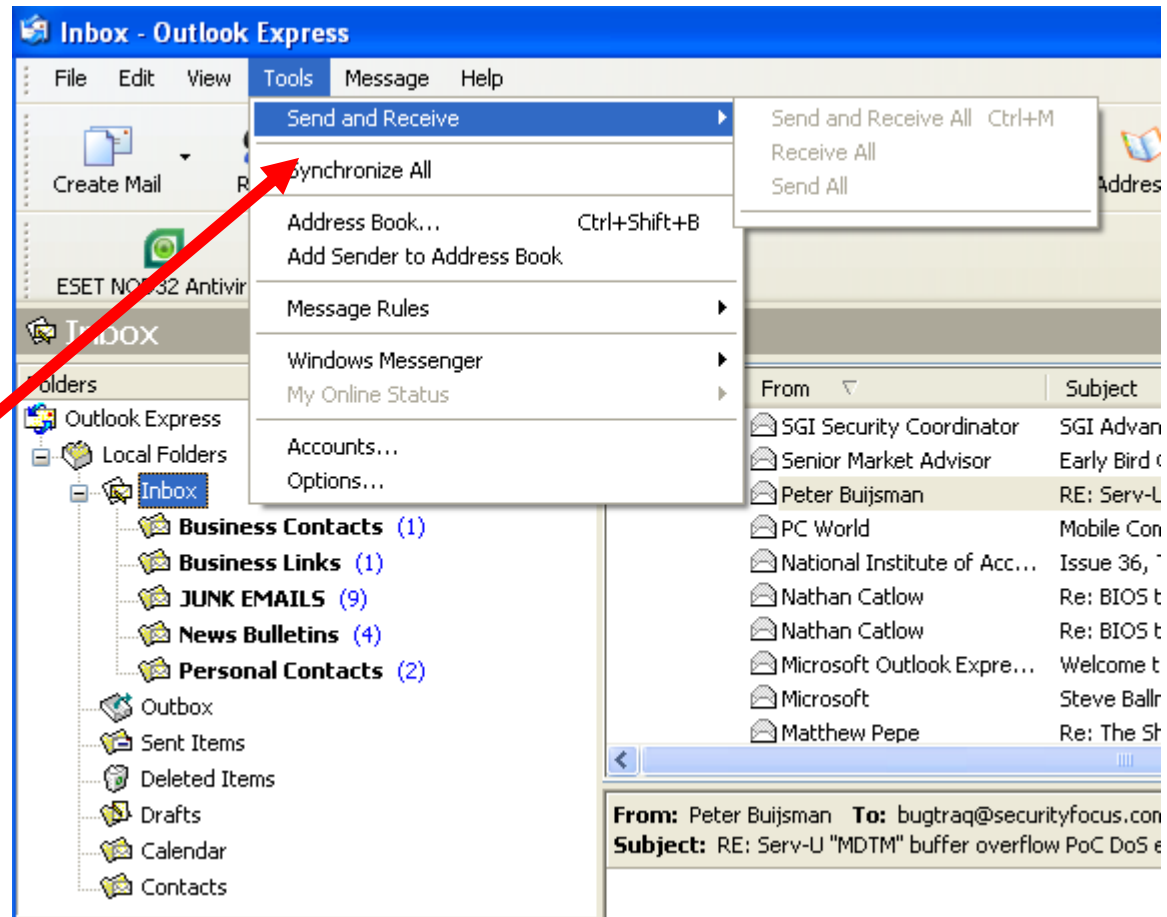 Inbox - Outlook Express
File Edit View Tools Message Help
Send and Receive
Send and Receive All Ctrl+M
Receive All
Send All
Synchronize All
Create Mail
Address Book... Ctrl+Shift+B
Add Sender to Address Book
ESET NOD32 Antivir
Message Rules
Inbox
Windows Messenger
My Online Status
Accounts...
Options...
Folders
Outlook Express
Local Folders
Inbox
Business Contacts (1)
Business Links (1)
JUNK EMAILS (9)
News Bulletins (4)
Personal Contacts (2)
Outbox
Sent Items
Deleted Items
Drafts
Calendar
Contacts
From Subject
SGI Security Coordinator SGI Advan
Senior Market Advisor Early Bird
Peter Buijsman RE: Serv-U
PC World Mobile Con
National Institute of Acc... Issue 36,
Nathan Catlow Re: BIOS t
Nathan Catlow Re: BIOS t
Microsoft Outlook Expre... Welcome t
Microsoft Steve Ball
Matthew Pepe Re: The Sh
From: Peter Buijsman To: bugtraq@securityfocus.con
Subject: RE: Serv-U "MDTM" buffer overflow PoC DoS e